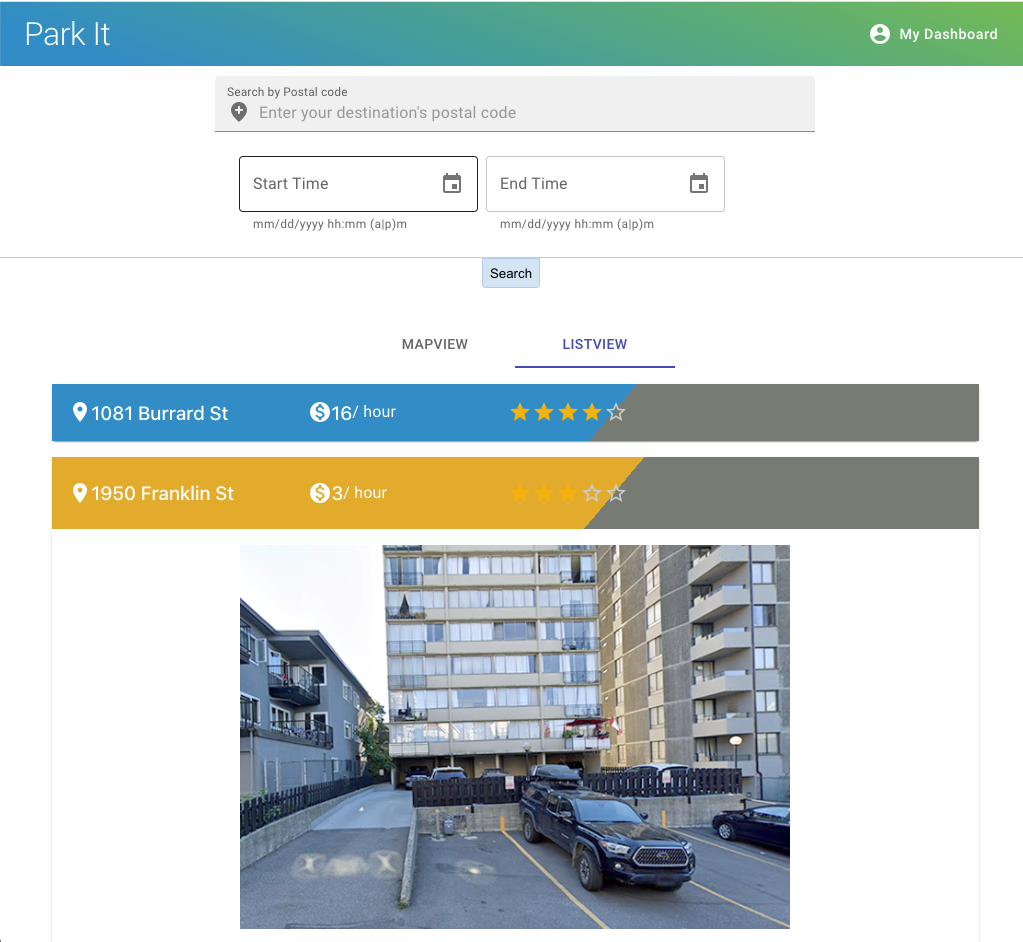 Park It
My Dashboard
Search by Postal code
Enter your destination's postal code
Start Time
End Time
mm/dd/yyyy hh:mm (a|p)m
mm/dd/yyyy hh:mm (a|p)m
Search
MAPVIEW
LISTVIEW
1081 Burrard St
$16/ hour
1950 Franklin St
$3/ hour